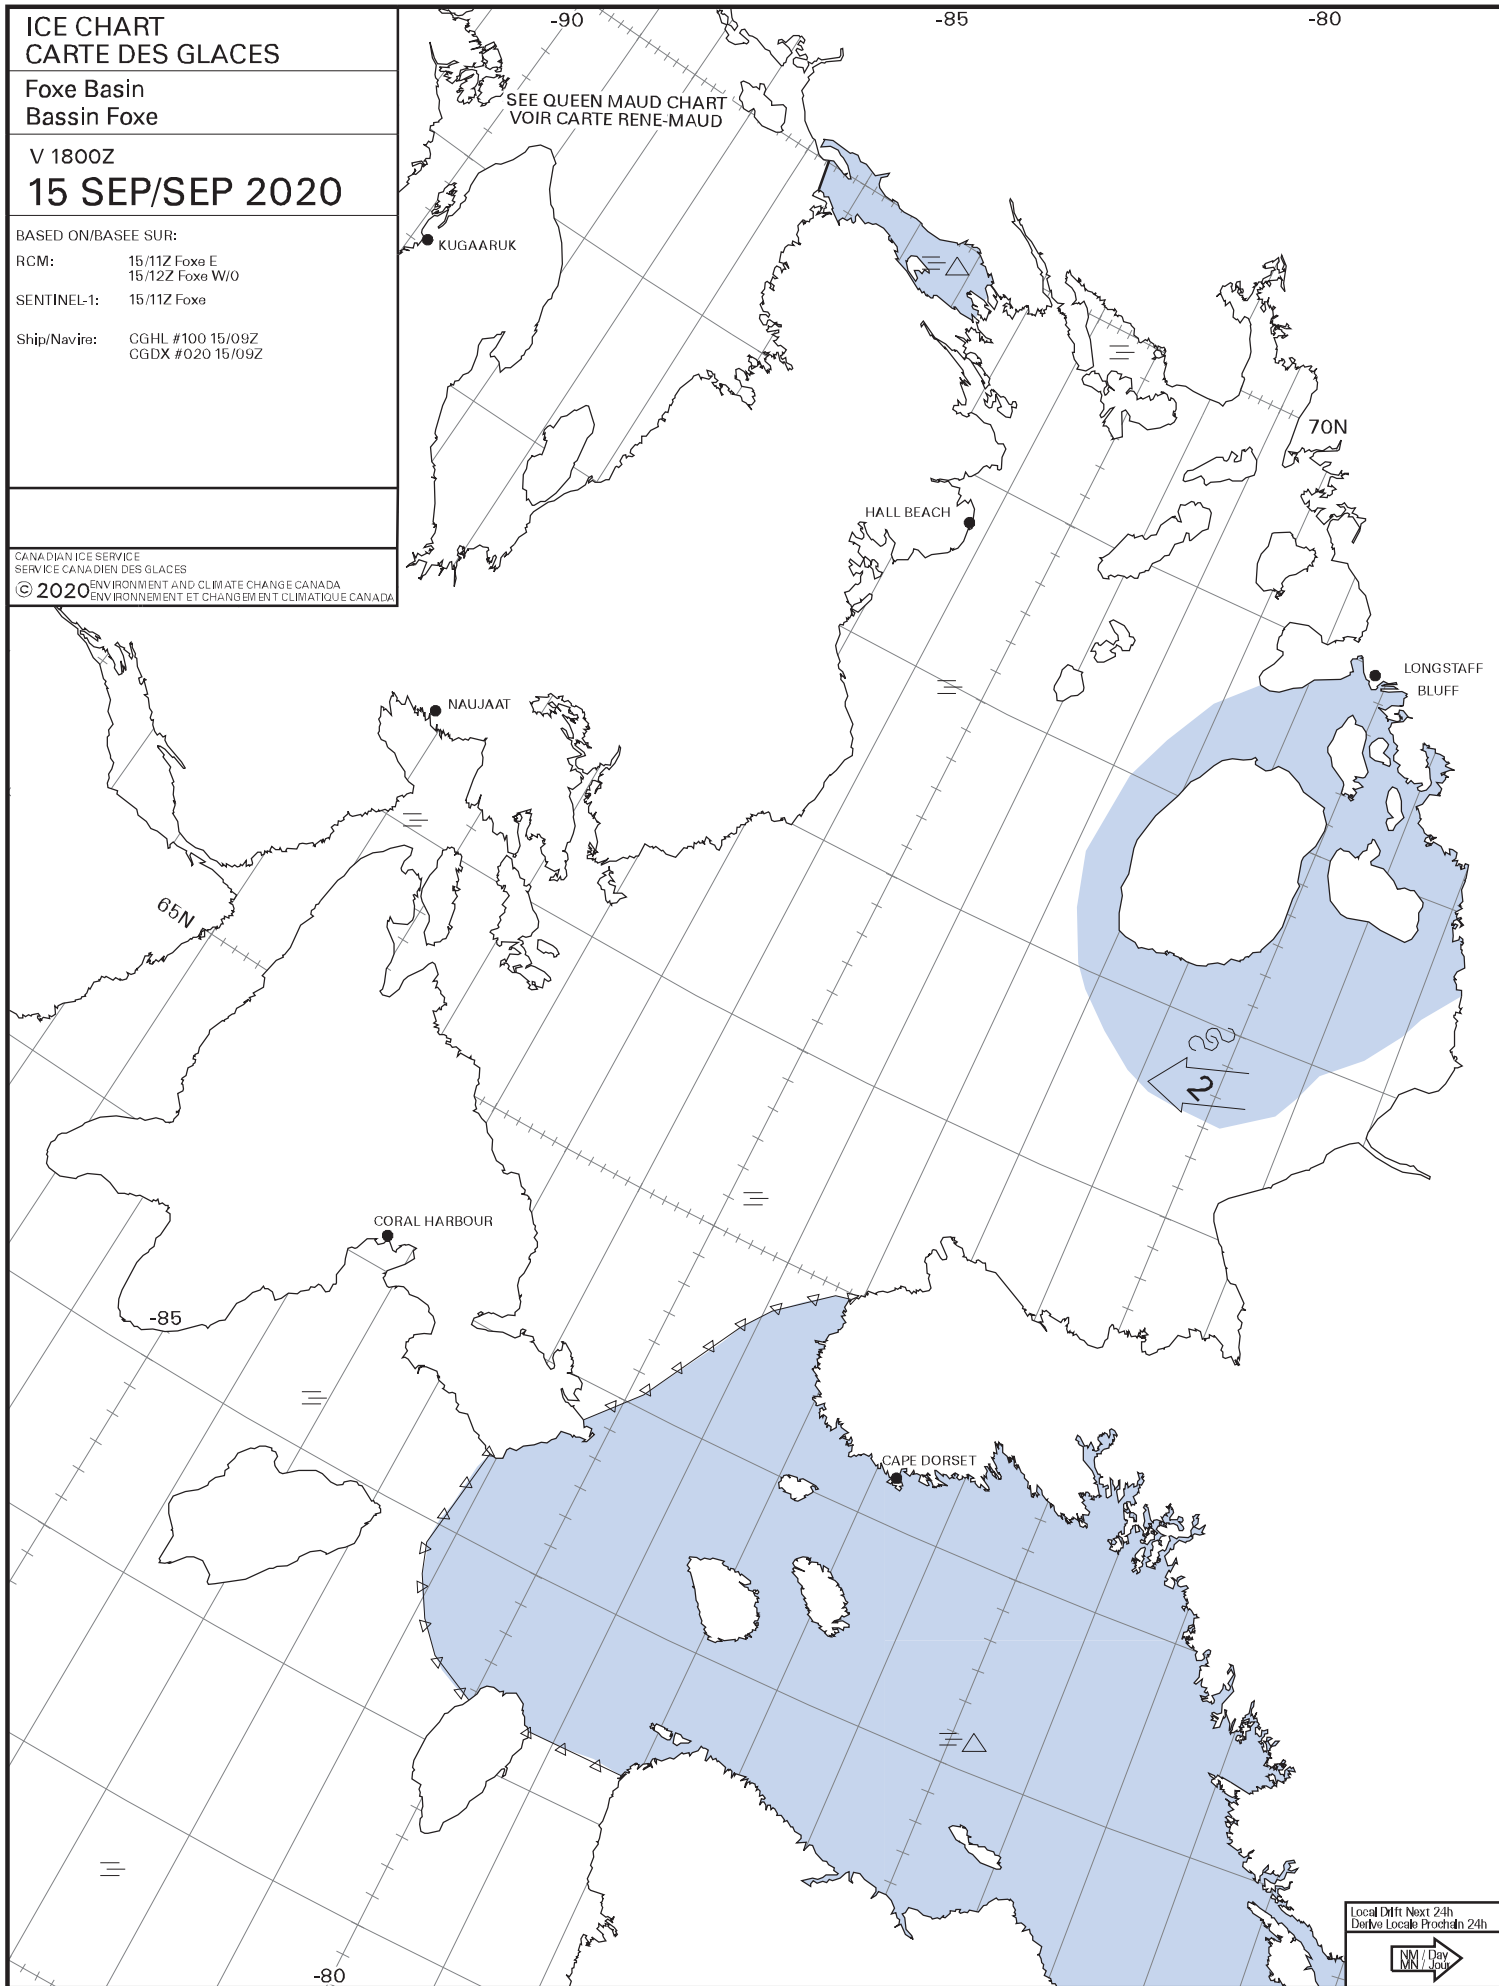 ICE CHART
CARTE DES GLACES
Foxe Basin
Bassin Foxe
V 1800Z
15 SEP/SEP 2020
BASED ON/BASEE SUR:
RCM: 15/11Z Foxe E
15/12Z Foxe W/0
SENTINEL-1: 15/11Z Foxe
Ship/Navire: CGHL #100 15/09Z
CGDX #020 15/09Z
CANADIAN ICE SERVICE
SERVICE CANADIEN DES GLACES
© 2020 ENVIRONMENT AND CLIMATE CHANGE CANADA
ENVIRONNEMENT ET CHANGEMENT CLIMATIQUE CANADA
-90
-85
-80
SEE QUEEN MAUD CHART
VOIR CARTE RENE-MAUD
KUGAARUK
70N
HALL BEACH
LONGSTAFF
BLUFF
NAUJAAT
65N
2
CORAL HARBOUR
-85
CAPE DORSET
-80
Local Drift Next 24h
Derive Locale Prochain 24h
NM / Day
MN / Jour